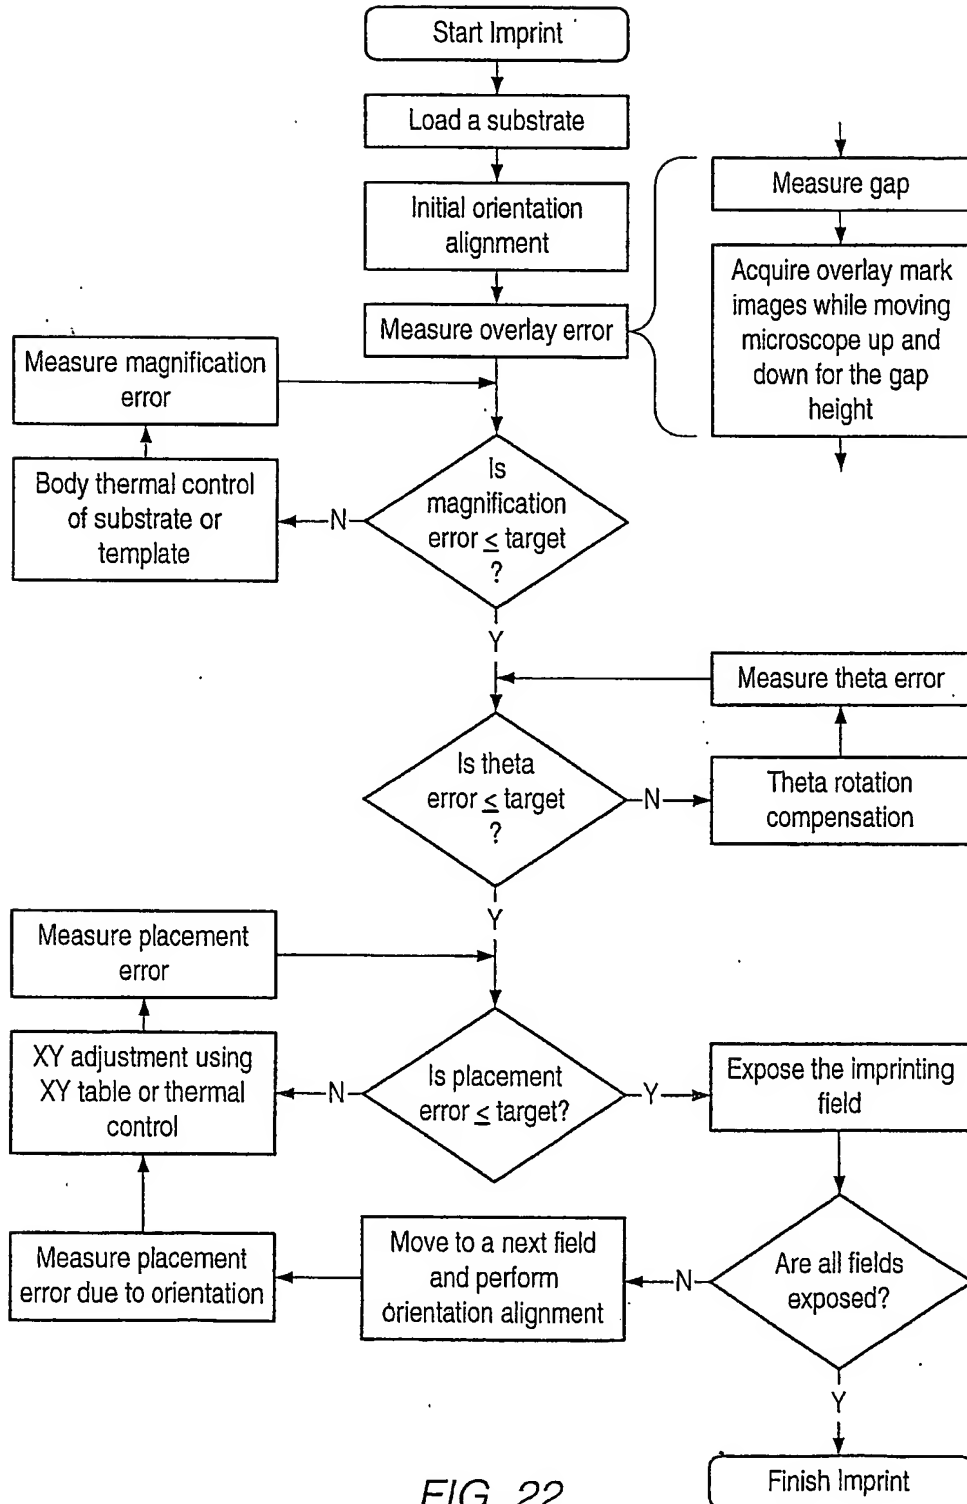 Start Imprint
Load a substrate
Initial orientation
alignment
Measure overlay error
Measure gap
Acquire overlay mark
images while moving
microscope up and
down for the gap
height
Measure magnification
error
Body thermal control
of substrate or
template
N
Is
magnification
error ≤ target
?
Y
Measure theta error
Is theta
error ≤ target
?
N
Theta rotation
compensation
Y
Measure placement
error
XY adjustment using
XY table or thermal
control
N
Is placement
error ≤ target?
Y
Expose the imprinting
field
Measure placement
error due to orientation
Move to a next field
and perform
orientation alignment
N
Are all fields
exposed?
Y
Finish Imprint
FIG. 22